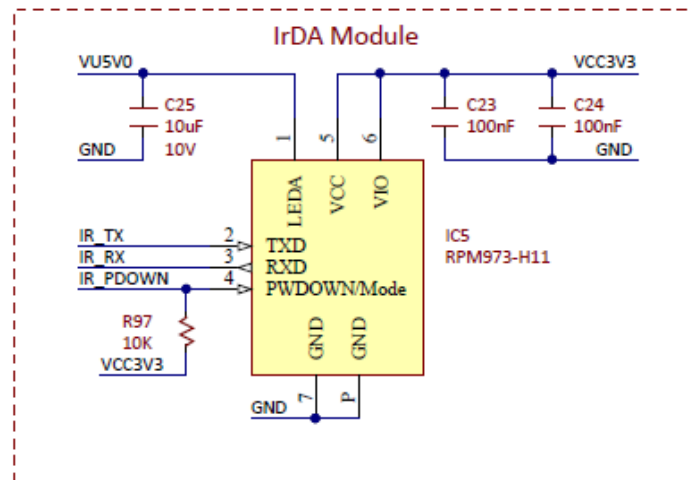 IrDA Module
VU5V0
VCC3V3
C25
10uF
10V
C23
100nF
C24
100nF
GND
GND
1
5
6
LEDA
VCC
VIO
IC5
RPM973-H11
IR_TX
2
TXD
IR_RX
3
RXD
IR_PDOWN
4
PWDOWN/Mode
R97
10K
VCC3V3
GND
GND
GND
7
P